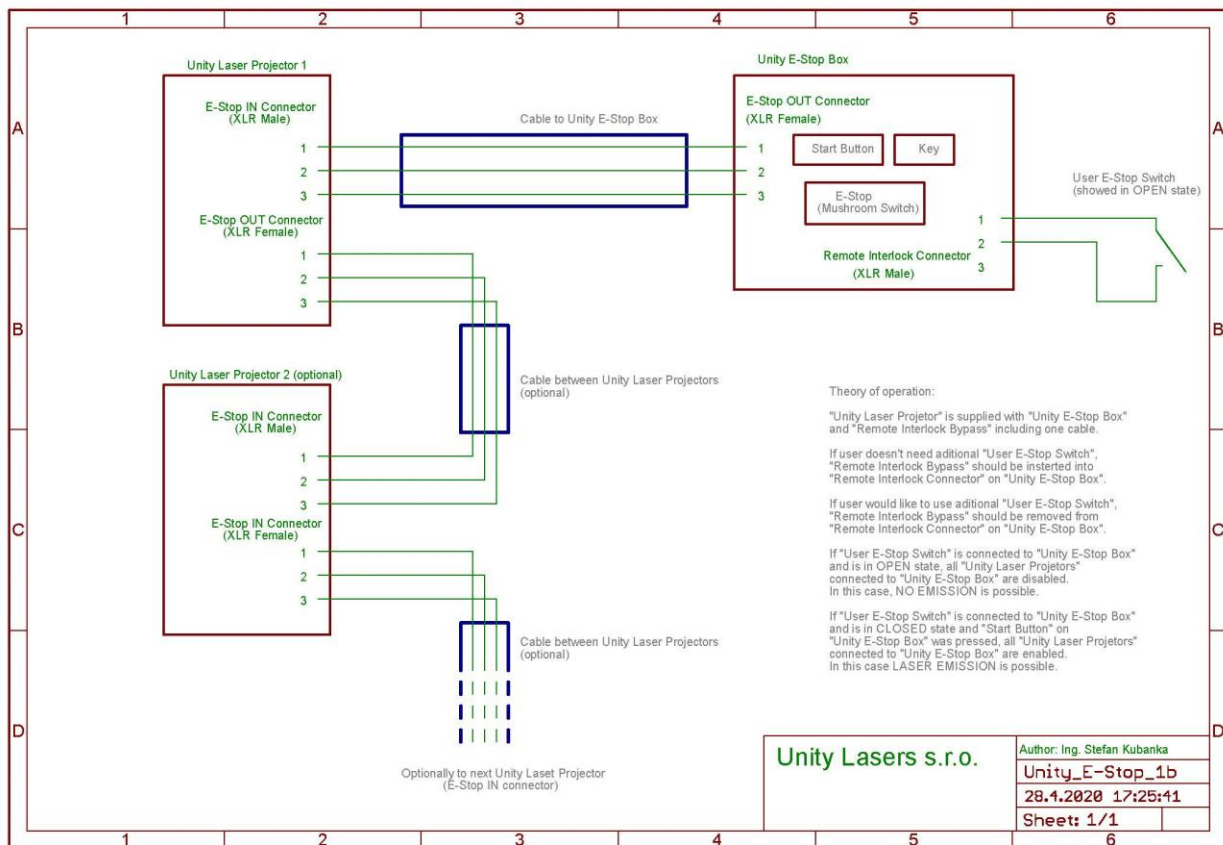 1 2 3 4 5 6
A
B
C
D
A
B
C
D
1 2 3 4 5 6
Unity Laser Projector 1
E-Stop IN Connector
(XLR Male)
1
2
3
E-Stop OUT Connector
(XLR Female)
1
2
3
Cable to Unity E-Stop Box
Unity E-Stop Box
E-Stop OUT Connector
(XLR Female)
1
2
3
Start Button
Key
E-Stop
(Mushroom Switch)
1
2
3
Remote Interlock Connector
(XLR Male)
User E-Stop Switch
(showed in OPEN state)
Cable between Unity Laser Projectors
(optional)
Unity Laser Projector 2 (optional)
E-Stop IN Connector
(XLR Male)
1
2
3
E-Stop IN Connector
(XLR Female)
1
2
3
Cable between Unity Laser Projectors
(optional)
Optionally to next Unity Laset Projector
(E-Stop IN connector)
Theory of operation:
"Unity Laser Projetor" is supplied with "Unity E-Stop Box"
and "Remote Interlock Bypass" including one cable.
If user doesn't need aditional "User E-Stop Switch",
"Remote Interlock Bypass" should be insterted into
"Remote Interlock Connector" on "Unity E-Stop Box".
If user would like to use aditional "User E-Stop Switch",
"Remote Interlock Bypass" should be removed from
"Remote Interlock Connector" on "Unity E-Stop Box".
If "User E-Stop Switch" is connected to "Unity E-Stop Box"
and is in OPEN state, all "Unity Laser Projetors"
connected to "Unity E-Stop Box" are disabled.
In this case, NO EMISSION is possible.
If "User E-Stop Switch" is connected to "Unity E-Stop Box"
and is in CLOSED state and "Start Button" on
"Unity E-Stop Box" was pressed, all "Unity Laser Projetors"
connected to "Unity E-Stop Box" are enabled.
In this case LASER EMISSION is possible.
Unity Lasers s.r.o.
Author: Ing. Stefan Kubanka
Unity_E-Stop_1b
28.4.2020 17:25:41
Sheet: 1/1